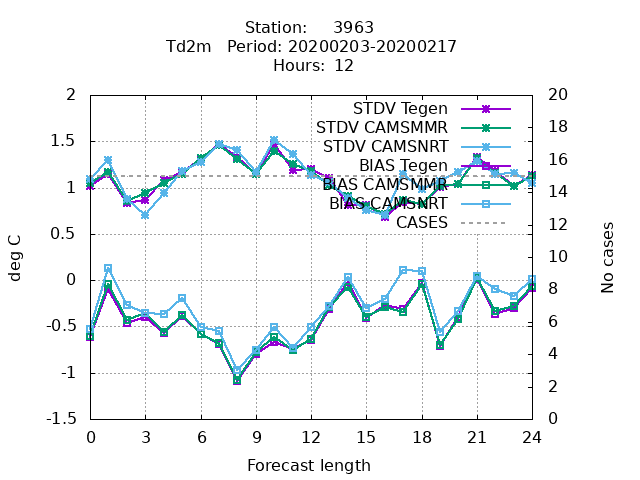 Station: 3963
Td2m Period: 20200203-20200217
Hours: 12
2
1.5
1
0.5
0
-0.5
-1
-1.5
20
18
16
14
12
10
8
6
4
2
0
STDV Tegen
STDV CAMSMMR
STDV CAMSNRT
BIAS Tegen
BIAS CAMSMMR
BIAS CAMSNRT
CASES
deg C
No cases
0 3 6 9 12 15 18 21 24
Forecast length